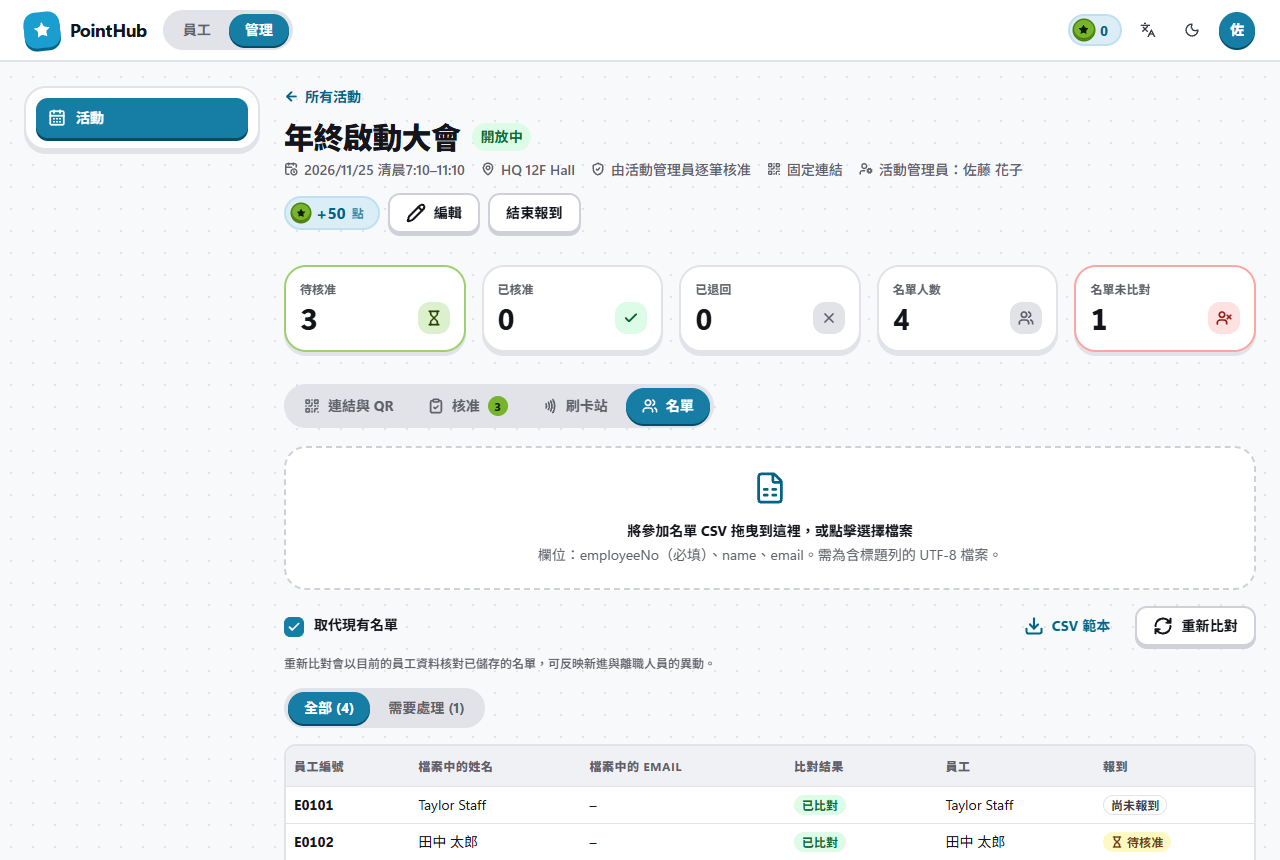 PointHub
員工 管理
0
佐
活動
所有活動
年終啟動大會 開放中
2026/11/25 清晨7:10–11:10 HQ 12F Hall 由活動管理員逐筆核准 固定連結 活動管理員：佐藤 花子
+50 點 編輯 結束報到
待核准 已核准 已退回 名單人數 名單未比對
3 0 0 4 1
連結與 QR 核准 3 刷卡站 名單
將參加名單 CSV 拖曳到這裡，或點擊選擇檔案
欄位：employeeNo（必填）、name、email。需為含標題列的 UTF-8 檔案。
取代現有名單 CSV 範本 重新比對
重新比對會以目前的員工資料核對已儲存的名單，可反映新進與離職人員的異動。
全部 (4) 需要處理 (1)
員工編號 檔案中的姓名 檔案中的 EMAIL 比對結果 員工 報到
E0101 Taylor Staff – 已比對 Taylor Staff 尚未報到
E0102 田中 太郎 – 已比對 田中 太郎 待核准